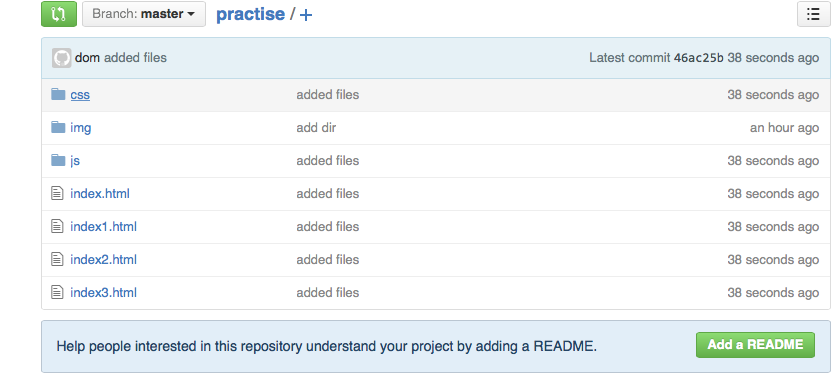 Branch: master practise / +
dom added files Latest commit 46ac25b 38 seconds ago
css added files 38 seconds ago
img add dir an hour ago
js added files 38 seconds ago
index.html added files 38 seconds ago
index1.html added files 38 seconds ago
index2.html added files 38 seconds ago
index3.html added files 38 seconds ago
Help people interested in this repository understand your project by adding a README. Add a README